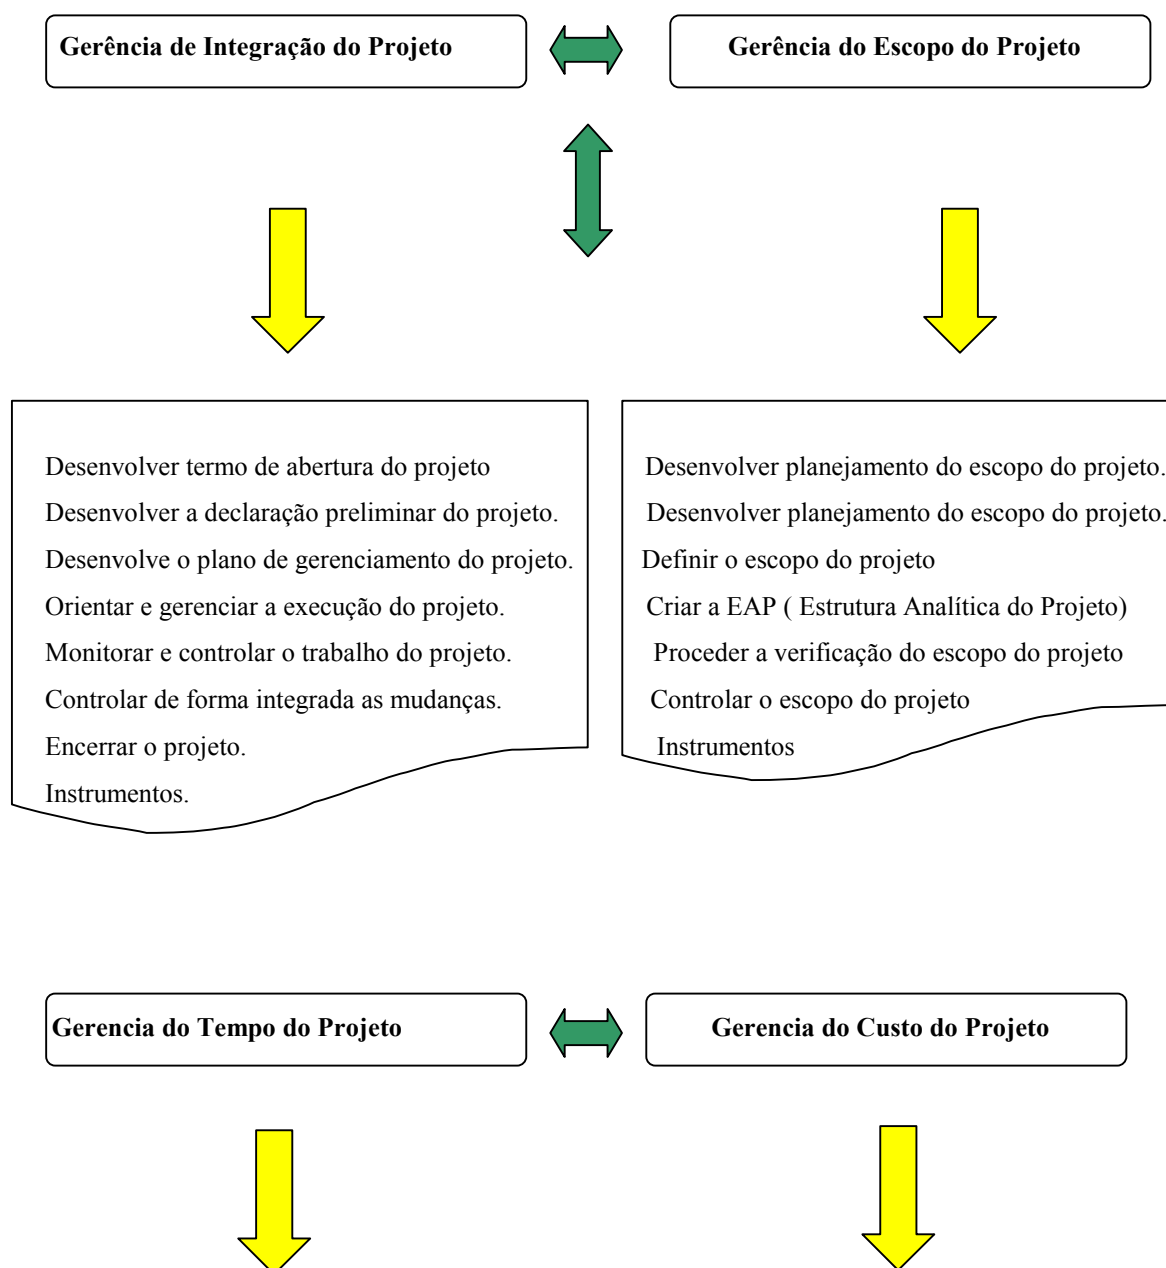 Gerência de Integração do Projeto
Gerência do Escopo do Projeto
Desenvolver termo de abertura do projeto
Desenvolver a declaração preliminar do projeto.
Desenvolve o plano de gerenciamento do projeto.
Orientar e gerenciar a execução do projeto.
Monitorar e controlar o trabalho do projeto.
Controlar de forma integrada as mudanças.
Encerrar o projeto.
Instrumentos.
Desenvolver planejamento do escopo do projeto.
Desenvolver planejamento do escopo do projeto.
Definir o escopo do projeto
Criar a EAP ( Estrutura Analítica do Projeto)
Proceder a verificação do escopo do projeto
Controlar o escopo do projeto
Instrumentos
Gerencia do Tempo do Projeto
Gerencia do Custo do Projeto